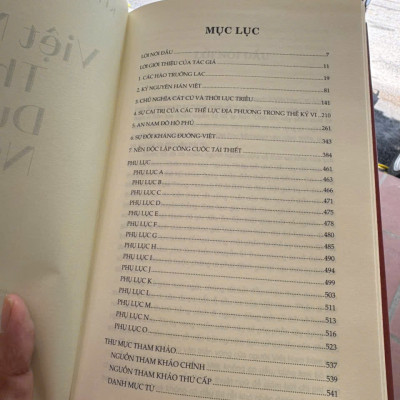 MỤC LỤC
LỜI NÓI ĐẦU 7
LỜI GIỚI THIỆU CỦA TÁC GIẢ 11
1. CÁC HÀO TRƯỞNG LẠC 19
2. KỶ NGUYÊN HÁN VIỆT 81
3. CHỦ NGHĨA CÁT CỨ VÀ THỜI LỤC TRIỀU 141
4. SỰ CAI TRỊ CỦA CÁC THẾ LỰC ĐỊA PHƯƠNG TRONG THẾ KỶ VI 210
5. AN NAM ĐÔ HỘ PHỦ 261
6. SỰ ĐỐI KHÁNG ĐƯỜNG-VIỆT 343
7. NỀN ĐỘC LẬP CÔNG CUỘC TÁI THIẾT 384
PHỤ LỤC 461
PHỤ LỤC A 463
PHỤ LỤC B 466
PHỤ LỤC C 471
PHỤ LỤC D 475
PHỤ LỤC E 478
PHỤ LỤC F 480
PHỤ LỤC G 485
PHỤ LỤC H 490
PHỤ LỤC I 494
PHỤ LỤC J 499
PHỤ LỤC K 503
PHỤ LỤC L 511
PHỤ LỤC M 516
PHỤ LỤC N 523
PHỤ LỤC O
THƯ MỤC THAM KHẢO 537
NGUỒN THAM KHẢO CHÍNH 539
NGUỒN THAM KHẢO THỨ CẤP 541
DANH MỤC TỪ